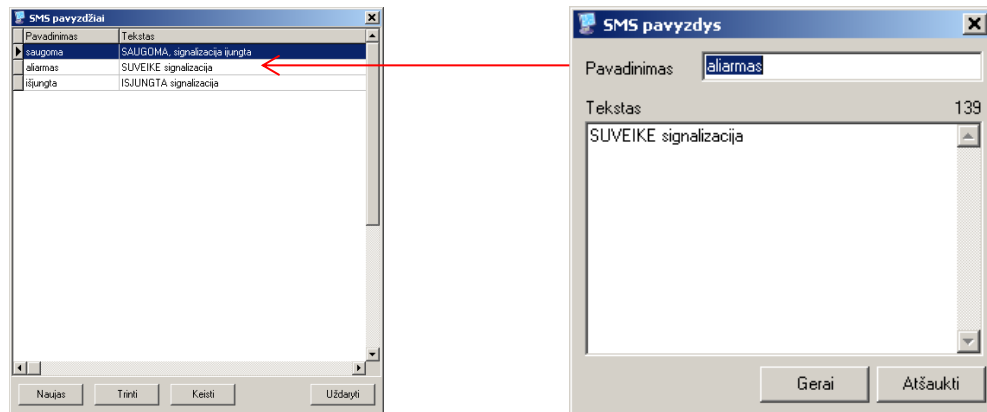 SMS pavyzdžiai
Pavadinimas Tekstas
saugoma SAUGOMA, signalizacija ijungta
aliarmas SUVEIKE signalizacija
išjungta ISJUNGTA signalizacija
Naujas Trinti Keisti Uždaryti
SMS pavyzdys
Pavadinimas aliarmas
Tekstas 139
SUVEIKE signalizacija
Gerai Atšaukti